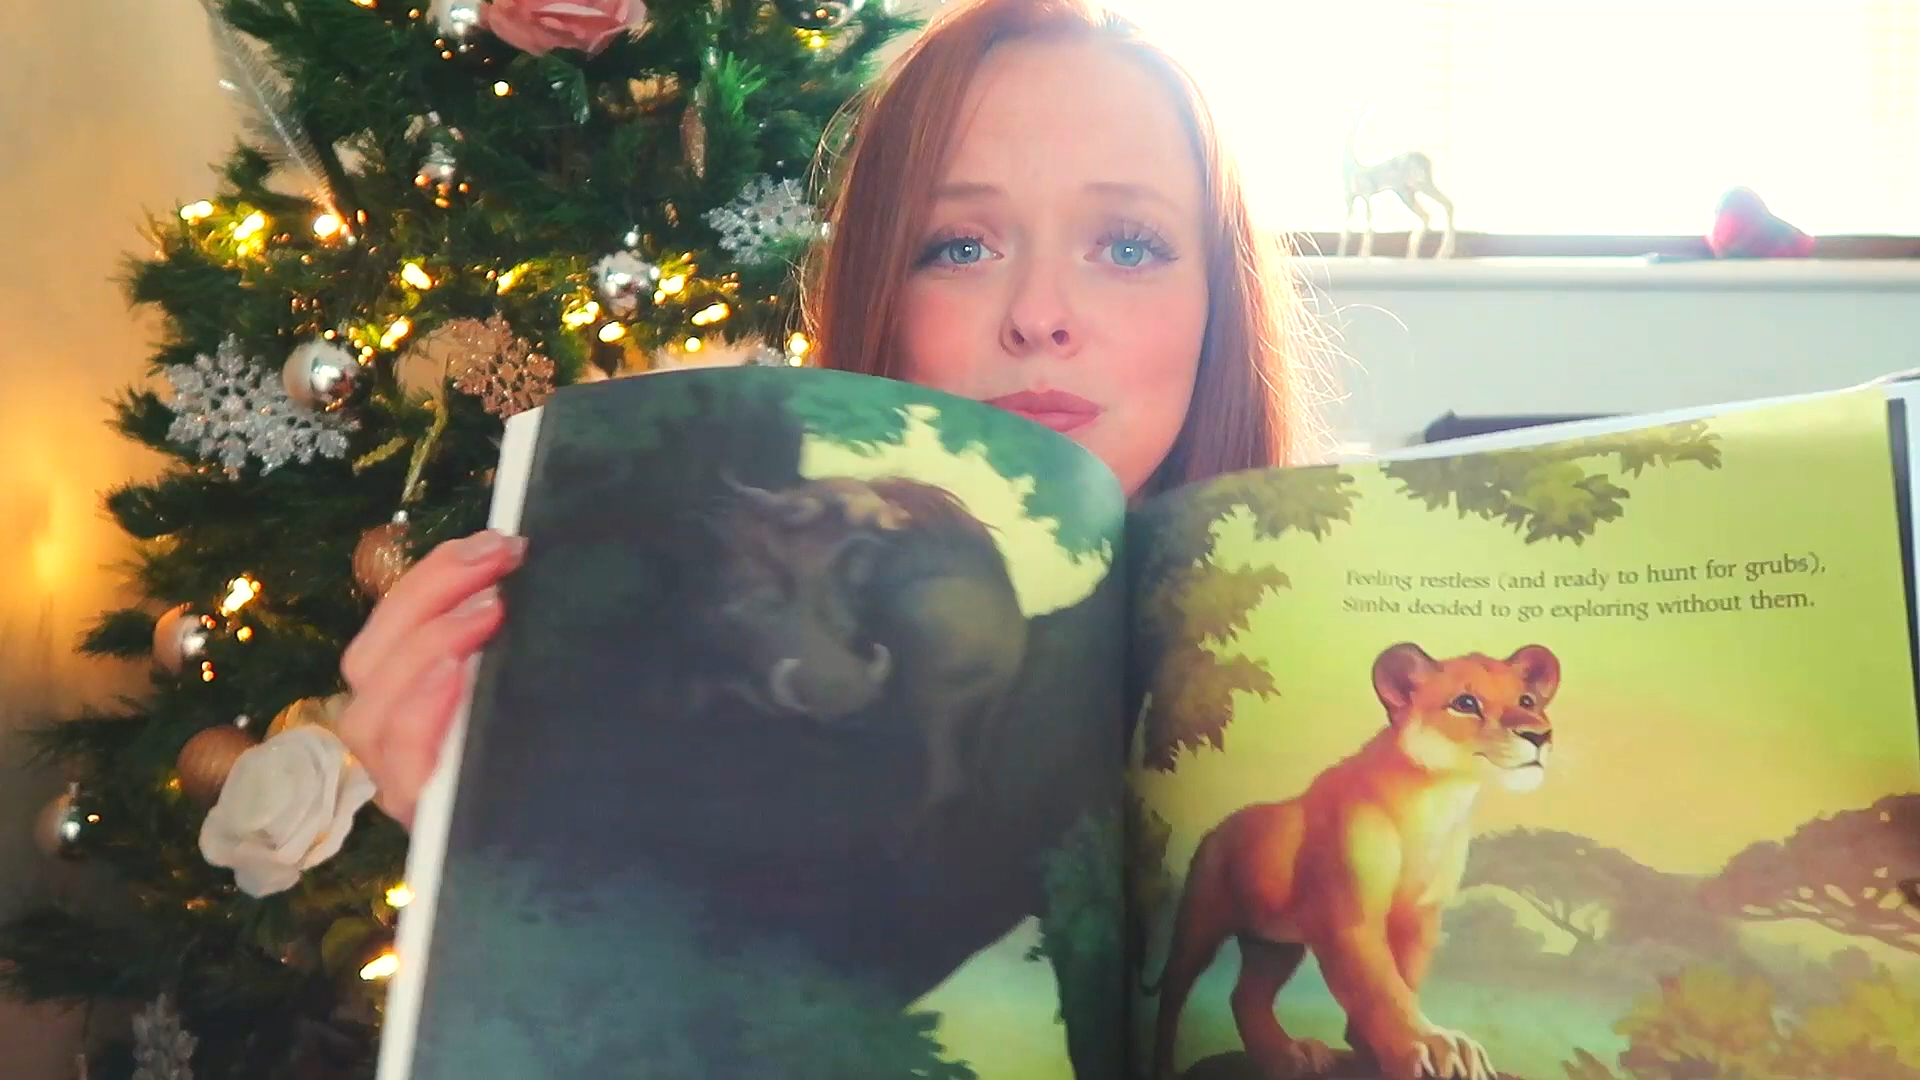 Feeling restless (and ready to hunt for grubs),
Simba decided to go exploring without them.